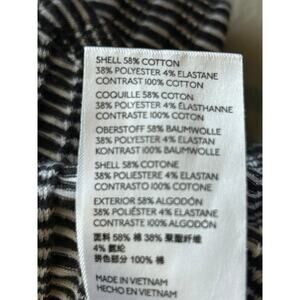 SHELL 58% COTTON
38% POLYESTER 4% ELASTANE
CONTRAST 100% COTTON
COQUILLE 58% COTON
38% POLYESTER 4% ÉLASTHANNE
CONTRASTE 100% COTON
OBERSTOFF 58% BAUMWOLLE
38% POLYESTER 4% ELASTAN
KONTRAST 100% BAUMWOLLE
SHELL 58% COTONE
38% POLIESTERE 4% ELASTAN
CONTRASTO 100% COTONE
EXTERIOR 58% ALGODÓN
38% POLIÉSTER 4% ELASTAN
CONTRASTE 100% ALGODÓN
面料 58% 棉 38% 聚酯纤维
4% 氨纶
拼色部分 100% 棉
MADE IN VIETNAM
HECHO EN VIETNAM